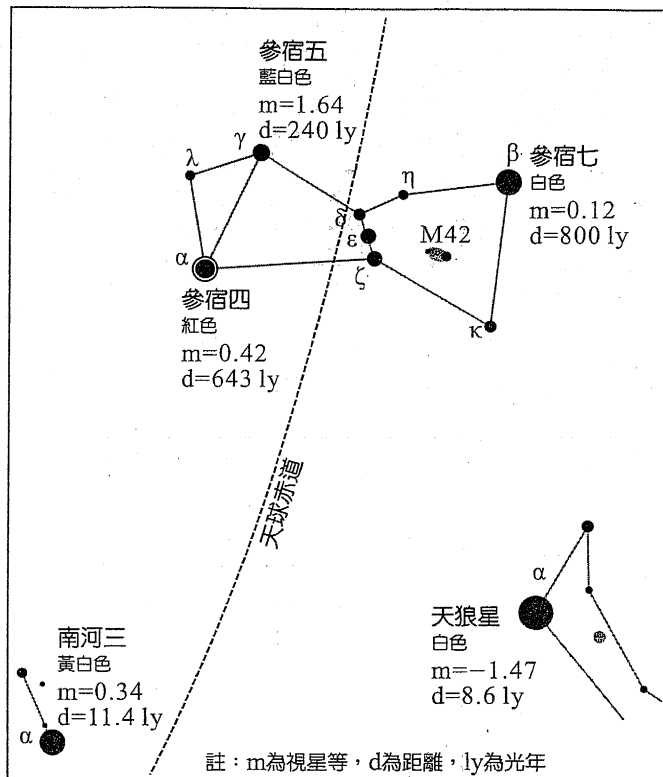 參宿五
藍白色
m=1.64
d=240 ly
γ
λ
α
參宿四
紅色
m=0.42
d=643 ly
δ
ε
ζ
η
M42
β
參宿七
白色
m=0.12
d=800 ly
κ
天球赤道
α
天狼星
白色
m=−1.47
d=8.6 ly
南河三
黃白色
m=0.34
d=11.4 ly
α
註：m為視星等，d為距離，ly為光年